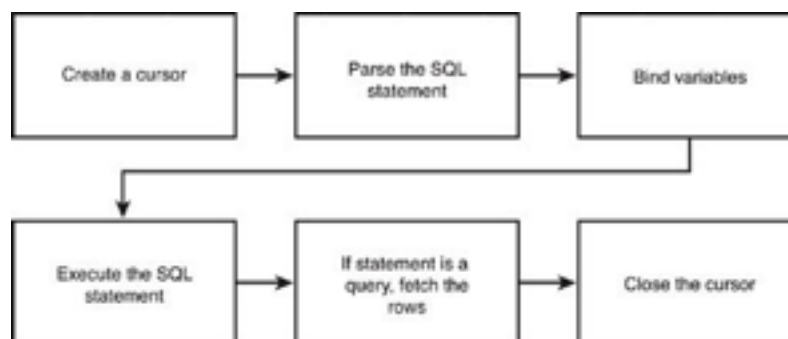 Create a cursor
Parse the SQL
statement
Bind variables
Execute the SQL
statement
If statement is a
query, fetch the
rows
Close the cursor